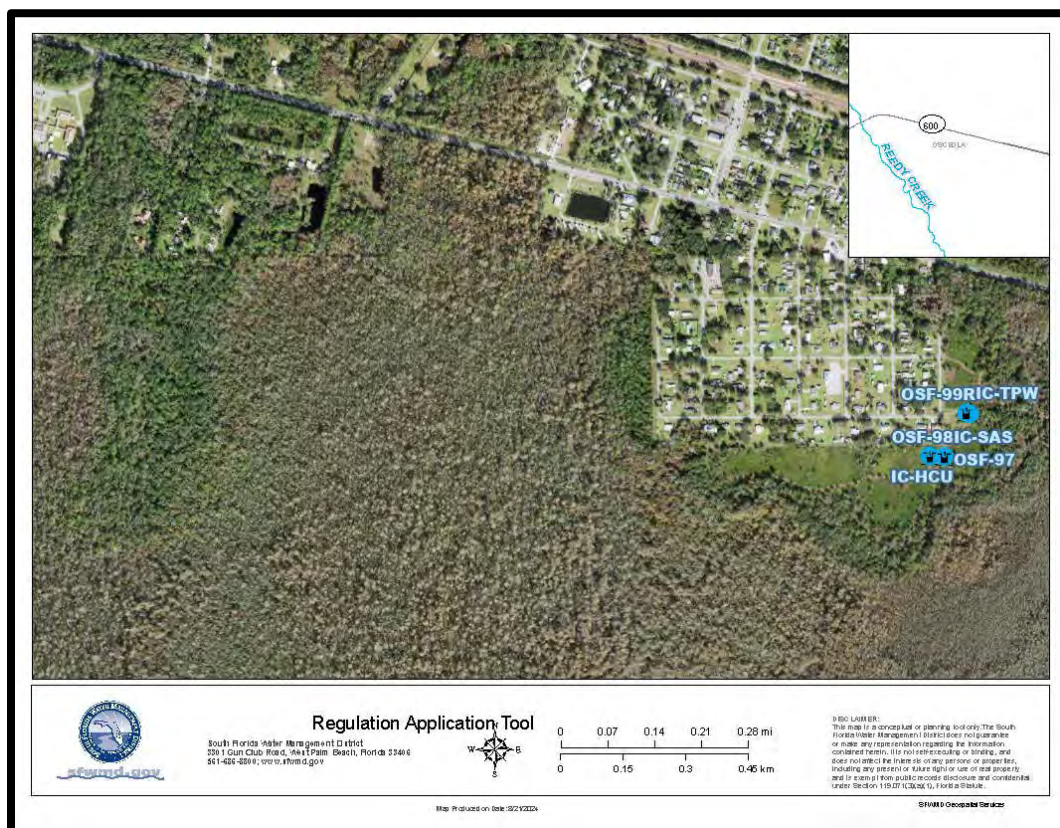 600
OSCEOLA
REEDY CREEK
OSF-99RIC-TPW
OSF-98IC-SAS
OSF-97
IC-HCU
sfwmd.gov
Regulation Application Tool
South Florida Water Management District
3301 Gun Club Road, West Palm Beach, Florida 33406
561-686-8800; www.sfwmd.gov
N
W E
S
0 0.07 0.14 0.21 0.28 mi
0 0.15 0.3 0.45 km
DISCLAIMER:
This map is a conceptual or planning tool only. The South
Florida Water Management District does not guarantee
or make any representation regarding the information
contained herein. It is not self-executing or binding, and
does not affect the interests of any persons or properties,
including any present or future right or use of real property
and is exempt from public records disclosure and confidential
under Section 119.071(3)(a)(1), Florida Statute.
Map Produced on Date: 8/21/2024
SFWMD Geospatial Services